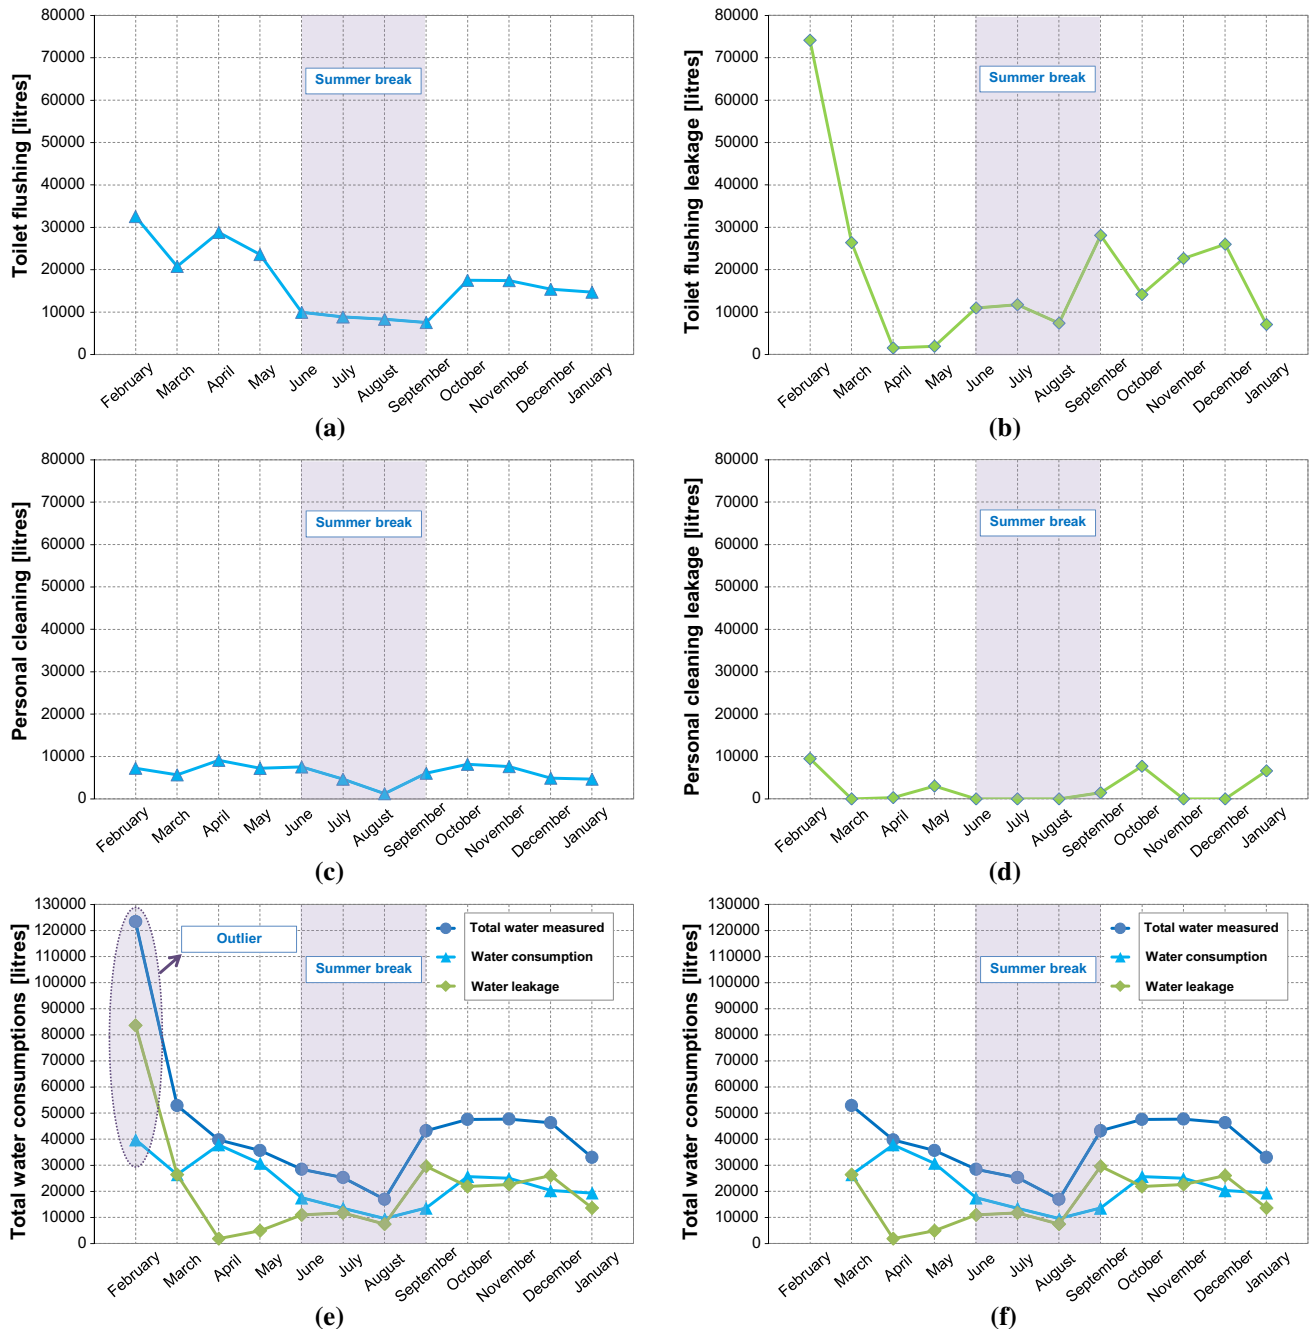 Toilet flushing [litres]
80000
70000
60000
50000
40000
30000
20000
10000
0
Summer break
February
March
April
May
June
July
August
September
October
November
December
January
(a)
Toilet flushing leakage [litres]
80000
70000
60000
50000
40000
30000
20000
10000
0
Summer break
February
March
April
May
June
July
August
September
October
November
December
January
(b)
Personal cleaning [litres]
80000
70000
60000
50000
40000
30000
20000
10000
0
Summer break
February
March
April
May
June
July
August
September
October
November
December
January
(c)
Personal cleaning leakage [litres]
80000
70000
60000
50000
40000
30000
20000
10000
0
Summer break
February
March
April
May
June
July
August
September
October
November
December
January
(d)
Total water consumptions [litres]
130000
120000
110000
100000
90000
80000
70000
60000
50000
40000
30000
20000
10000
0
Outlier
Summer break
Total water measured
Water consumption
Water leakage
February
March
April
May
June
July
August
September
October
November
December
January
(e)
Total water consumptions [litres]
130000
120000
110000
100000
90000
80000
70000
60000
50000
40000
30000
20000
10000
0
Summer break
Total water measured
Water consumption
Water leakage
February
March
April
May
June
July
August
September
October
November
December
January
(f)